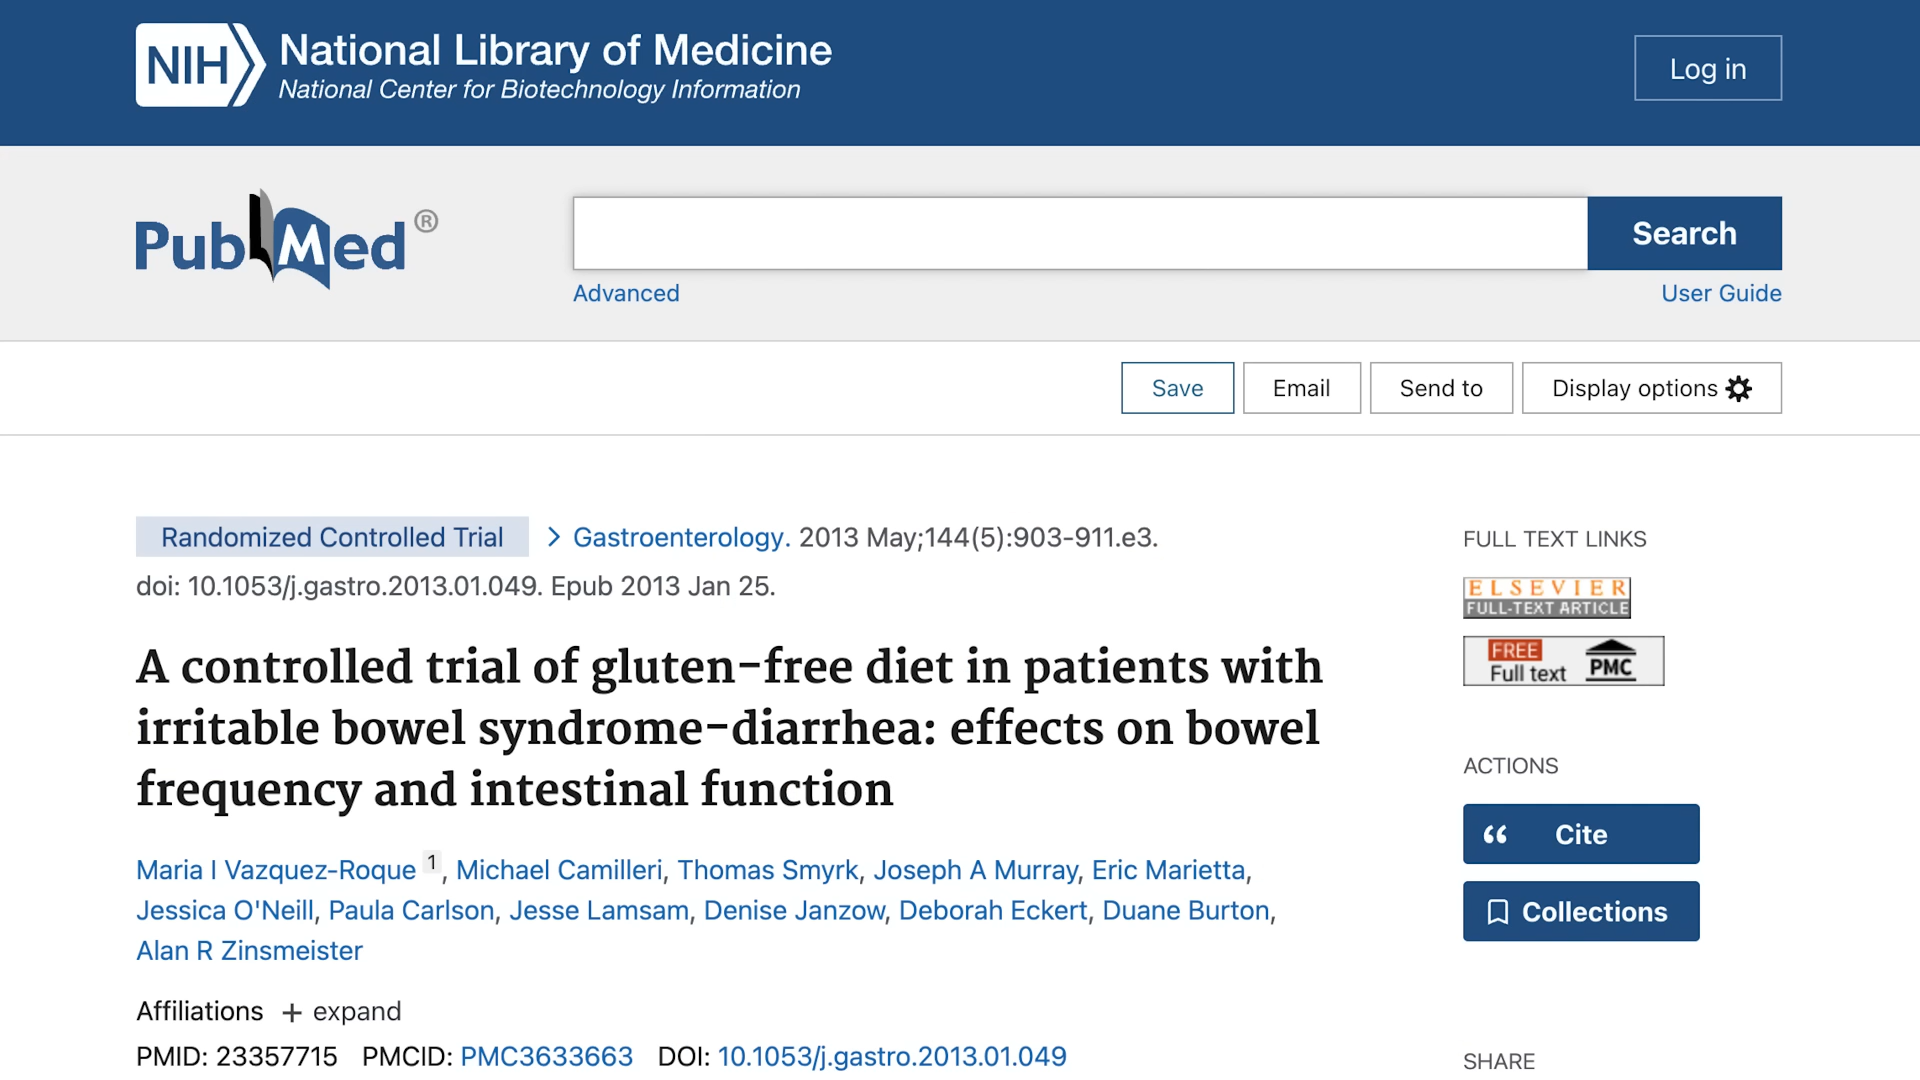 NIH
National Library of Medicine
National Center for Biotechnology Information
Log in
PubMed®
Search
Advanced
User Guide
Save
Email
Send to
Display options
Randomized Controlled Trial
Gastroenterology. 2013 May;144(5):903-911.e3.
doi: 10.1053/j.gastro.2013.01.049. Epub 2013 Jan 25.
A controlled trial of gluten-free diet in patients with
irritable bowel syndrome-diarrhea: effects on bowel
frequency and intestinal function
Maria I Vazquez-Roque 1, Michael Camilleri, Thomas Smyrk, Joseph A Murray, Eric Marietta,
Jessica O'Neill, Paula Carlson, Jesse Lamsam, Denise Janzow, Deborah Eckert, Duane Burton,
Alan R Zinsmeister
Affiliations + expand
PMID: 23357715 PMCID: PMC3633663 DOI: 10.1053/j.gastro.2013.01.049
FULL TEXT LINKS
ELSEVIER
FULL-TEXT ARTICLE
FREE
Full text PMC
ACTIONS
Cite
Collections
SHARE